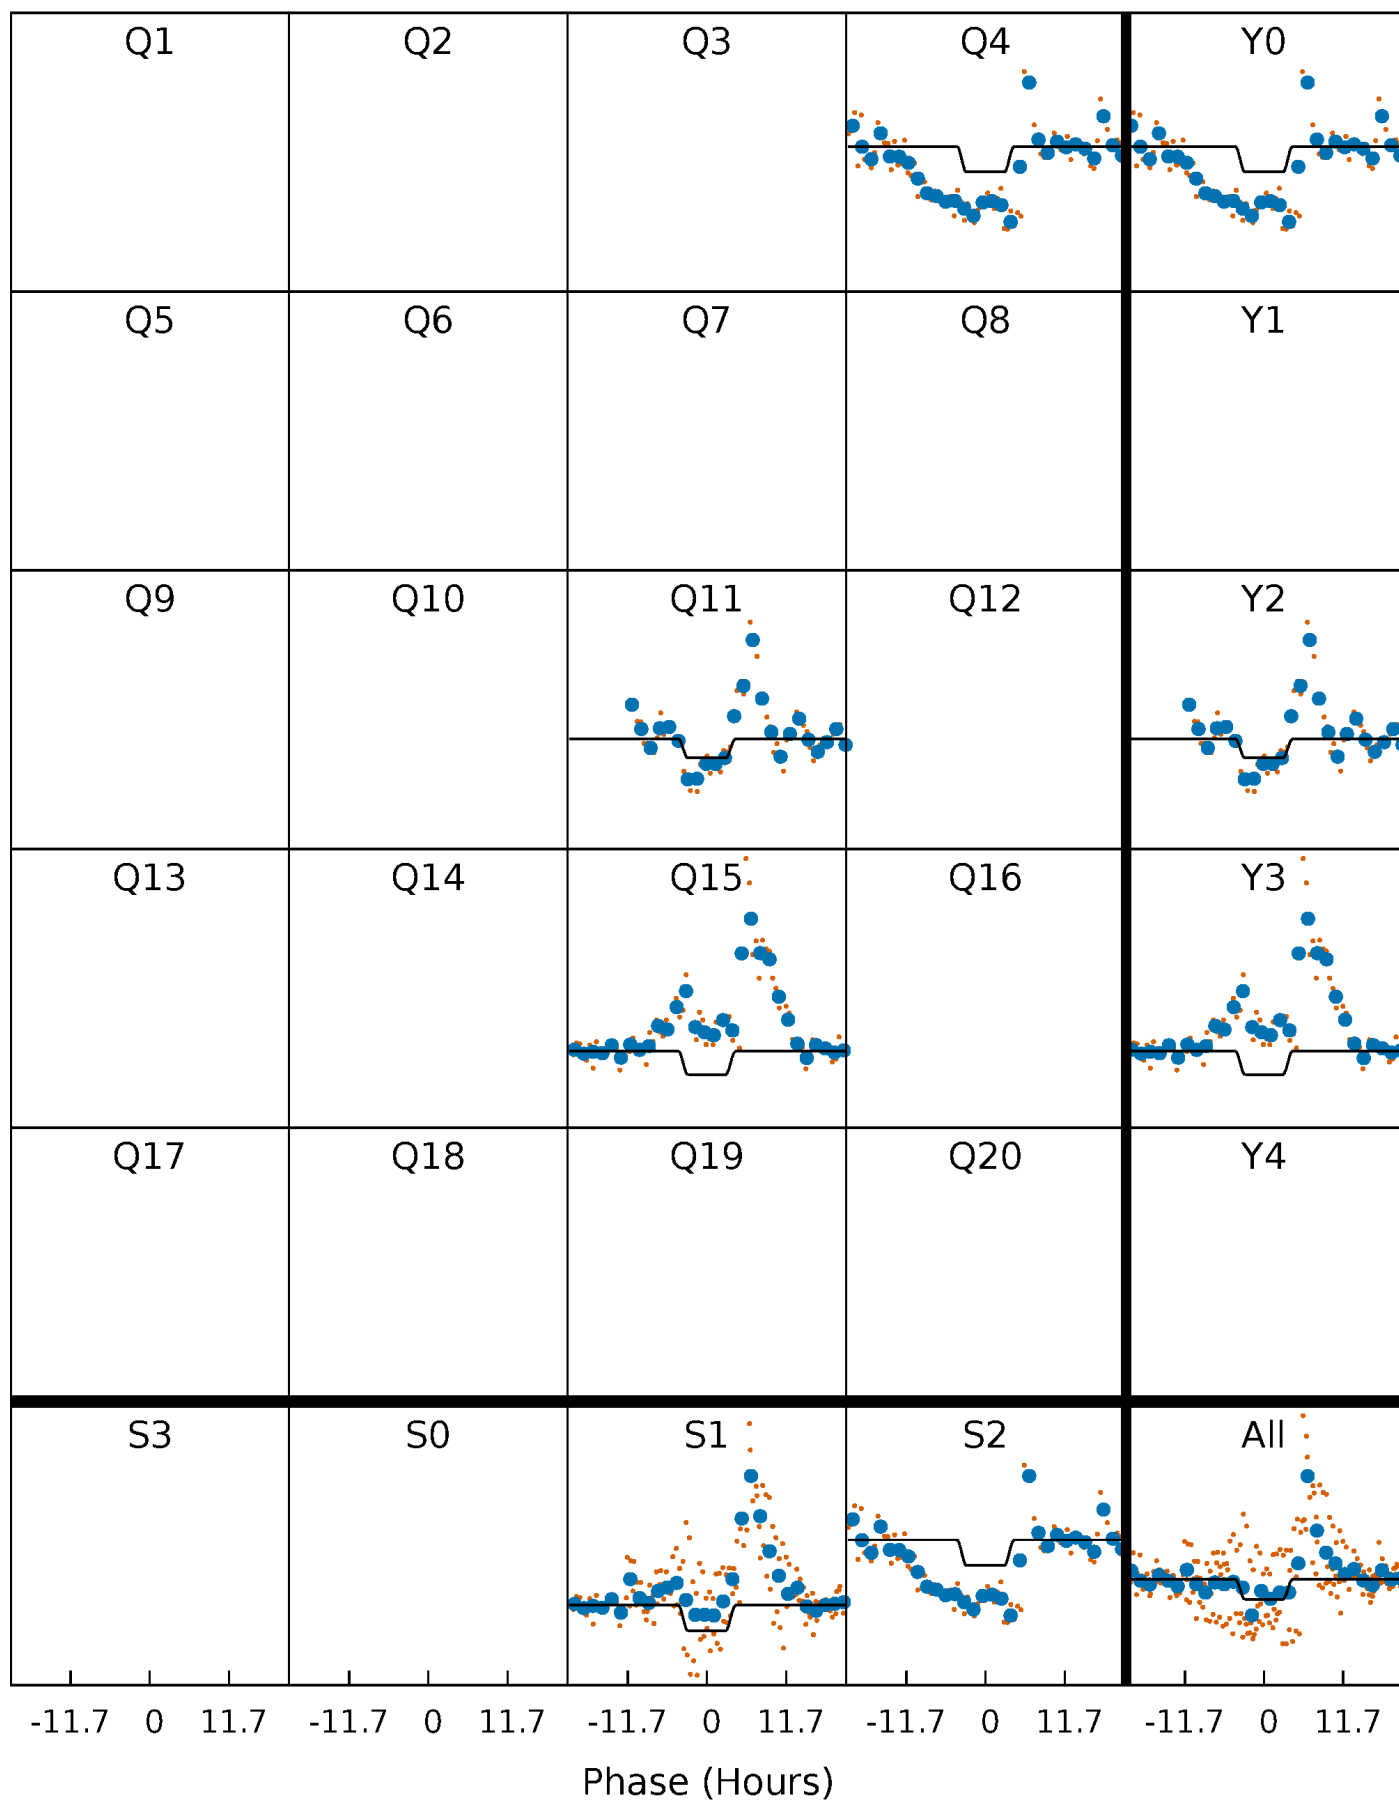 Q1 Q2 Q3 Q4 Y0
Q5 Q6 Q7 Q8 Y1
Q9 Q10 Q11 Q12 Y2
Q13 Q14 Q15 Q16 Y3
Q17 Q18 Q19 Q20 Y4
S3 S0 S1 S2 All
-11.7 0 11.7 -11.7 0 11.7 -11.7 0 11.7 -11.7 0 11.7 -11.7 0 11.7
Phase (Hours)